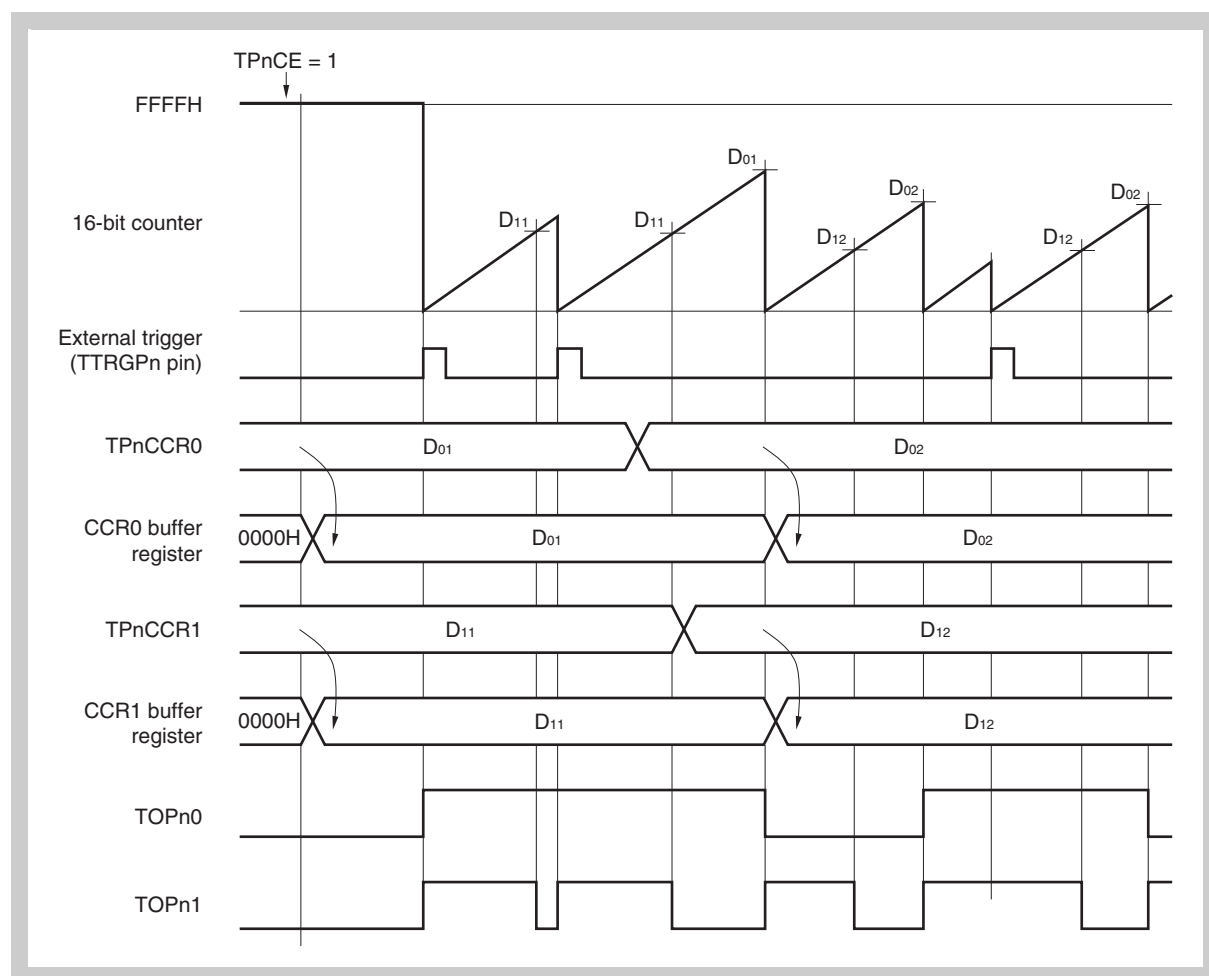 TPnCE = 1
FFFFH
16-bit counter
D11
D11
D01
D12
D02
D12
D02
External trigger
(TTRGPn pin)
TPnCCR0
D01
D02
CCR0 buffer
register
0000H
D01
D02
TPnCCR1
D11
D12
CCR1 buffer
register
0000H
D11
D12
TOPn0
TOPn1